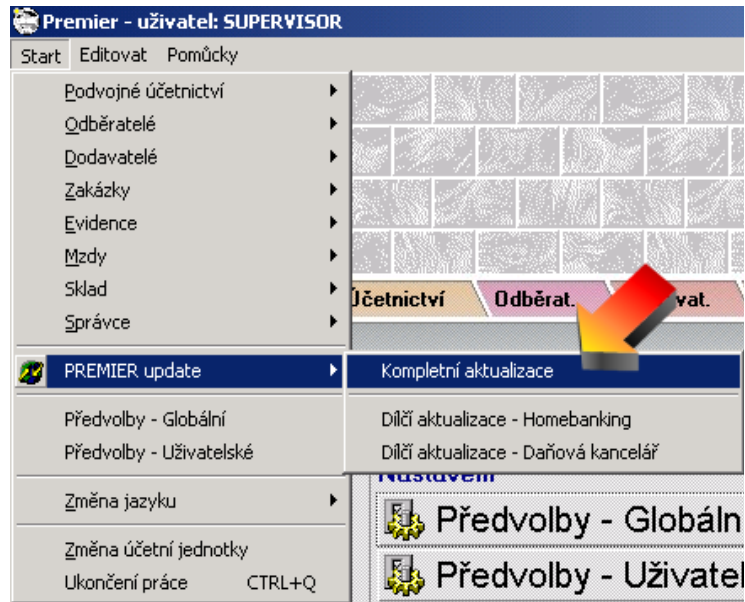 Premier - uživatel: SUPERVISOR
Start Editovat Pomůcky
Podvojné účetnictví
Odběratelé
Dodavatelé
Zakázky
Evidence
Mzdy
Sklad
Správce
PREMIER update
Předvolby - Globální
Předvolby - Uživatelské
Změna jazyku
Změna účetní jednotky
Ukončení práce CTRL+Q
Účetnictví Odběrat. vat.
Kompletní aktualizace
Dílčí aktualizace - Homebanking
Dílčí aktualizace - Daňová kancelář
Nastavení
Předvolby - Globáln
Předvolby - Uživatel